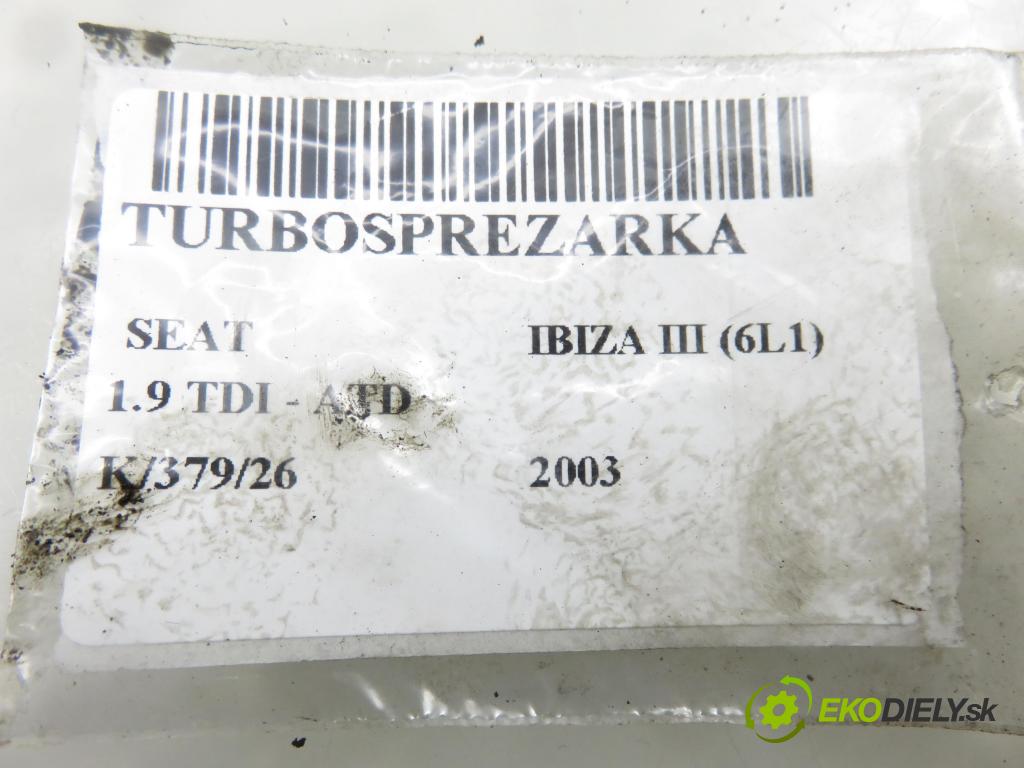 TURBOSPREZARKA
SEAT IBIZA III (6L1)
1.9 TDI - ATD
K/379/26 2003
EKODIELY.sk